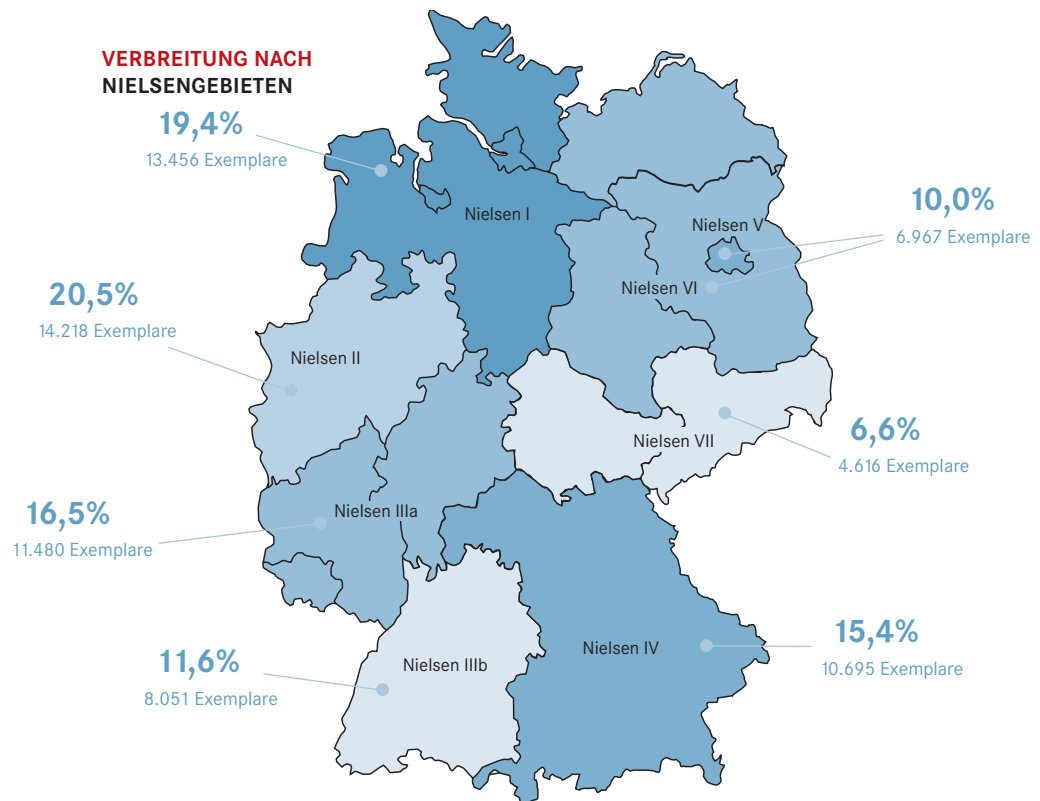 VERBREITUNG NACH
NIELSENGEBIETEN
19,4%
13.456 Exemplare
Nielsen I
10,0%
6.967 Exemplare
Nielsen V
Nielsen VI
20,5%
14.218 Exemplare
Nielsen II
6,6%
4.616 Exemplare
Nielsen VII
16,5%
11.480 Exemplare
Nielsen IIIa
15,4%
10.695 Exemplare
Nielsen IV
11,6%
8.051 Exemplare
Nielsen IIIb